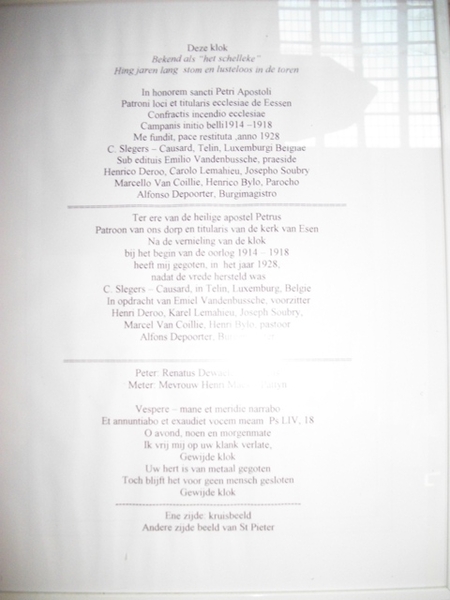 Deze klok
Bekend als "het schelleke"
Hing jaren lang stom en lusteloos in de toren
In honorem sancti Petri Apostoli
Patroni loci et titularis ecclesiae de Eessen
Confractis incendio ecclesiae
Campanis initio belli1914 –1918
Me fundit, pace restituta ,anno 1928
C. Slegers – Causard, Telin, Luxemburgi Belgiae
Sub edituis Emilio Vandenbussche, praeside
Henrico Deroo, Carolo Lemahieu, Josepho Soubry
Marcello Van Coillie, Henrico Bylo, Parocho
Alfonso Depoorter, Burgimagistro
Ter ere van de heilige apostel Petrus
Patroon van ons dorp en titularis van de kerk van Esen
Na de vernieling van de klok
bij het begin van de oorlog 1914 – 1918
heeft mij gegoten, in het jaar 1928,
nadat de vrede hersteld was
C. Slegers – Causard, in Telin, Luxemburg, Belgie
In opdracht van Emiel Vandenbussche, voorzitter
Henri Deroo, Karel Lemahieu, Joseph Soubry,
Marcel Van Coillie, Henri Bylo, pastoor
Alfons Depoorter,
Peter: Renatus
Meter: Mevrouw Henri
Vespere – mane et meridie narrabo
Et annuntiabo et exaudiet vocem meam Ps LIV, 18
O avond, noen en morgenmate
Ik vrij mij op uw klank verlate,
Gewijde klok
Uw hert is van metaal gegoten
Toch blijft het voor geen mensch gesloten
Gewijde klok
Ene zijde: kruisbeeld
Andere zijde beeld van St Pieter